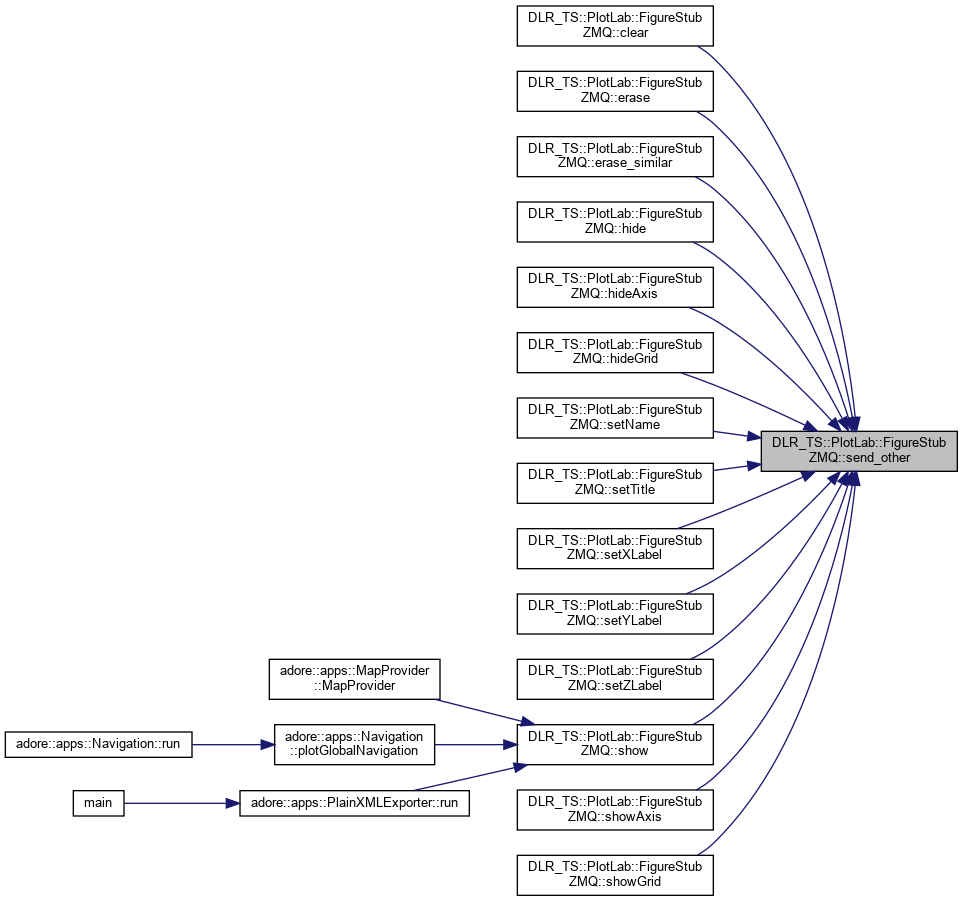 DLR_TS::PlotLab::FigureStub
ZMQ::clear
DLR_TS::PlotLab::FigureStub
ZMQ::erase
DLR_TS::PlotLab::FigureStub
ZMQ::erase_similar
DLR_TS::PlotLab::FigureStub
ZMQ::hide
DLR_TS::PlotLab::FigureStub
ZMQ::hideAxis
DLR_TS::PlotLab::FigureStub
ZMQ::hideGrid
DLR_TS::PlotLab::FigureStub
ZMQ::setName
DLR_TS::PlotLab::FigureStub
ZMQ::send_other
DLR_TS::PlotLab::FigureStub
ZMQ::setTitle
DLR_TS::PlotLab::FigureStub
ZMQ::setXLabel
DLR_TS::PlotLab::FigureStub
ZMQ::setYLabel
DLR_TS::PlotLab::FigureStub
ZMQ::setZLabel
adore::apps::MapProvider
::MapProvider
DLR_TS::PlotLab::FigureStub
ZMQ::show
adore::apps::Navigation
::plotGlobalNavigation
adore::apps::Navigation::run
main
adore::apps::PlainXMLExporter::run
DLR_TS::PlotLab::FigureStub
ZMQ::showAxis
DLR_TS::PlotLab::FigureStub
ZMQ::showGrid